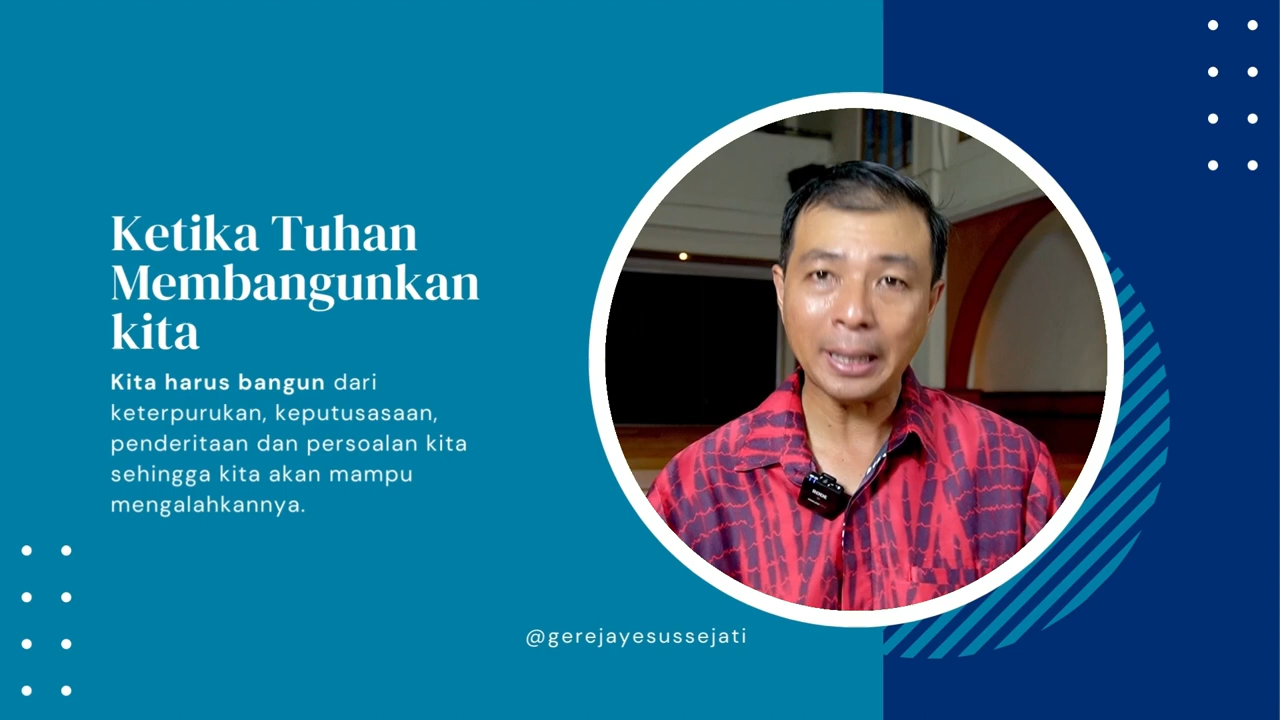 Ketika Tuhan
Membangunkan
kita
Kita harus bangun dari
keterpurukan, keputusasaan,
penderitaan dan persoalan kita
sehingga kita akan mampu
mengalahkannya.
RODE
@gerejayesussejati